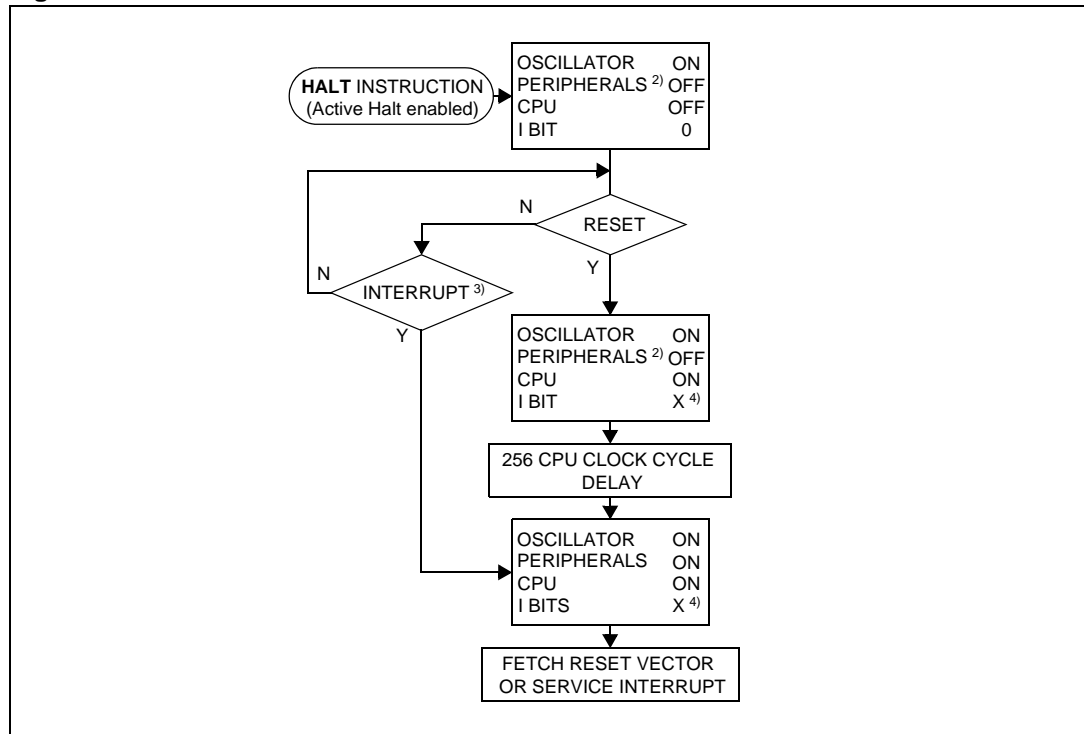 HALT INSTRUCTION
(Active Halt enabled)
OSCILLATOR ON
PERIPHERALS 2) OFF
CPU OFF
I BIT 0
N
RESET
Y
N
INTERRUPT 3)
Y
OSCILLATOR ON
PERIPHERALS 2) OFF
CPU ON
I BIT X 4)
256 CPU CLOCK CYCLE
DELAY
OSCILLATOR ON
PERIPHERALS ON
CPU ON
I BITS X 4)
FETCH RESET VECTOR
OR SERVICE INTERRUPT